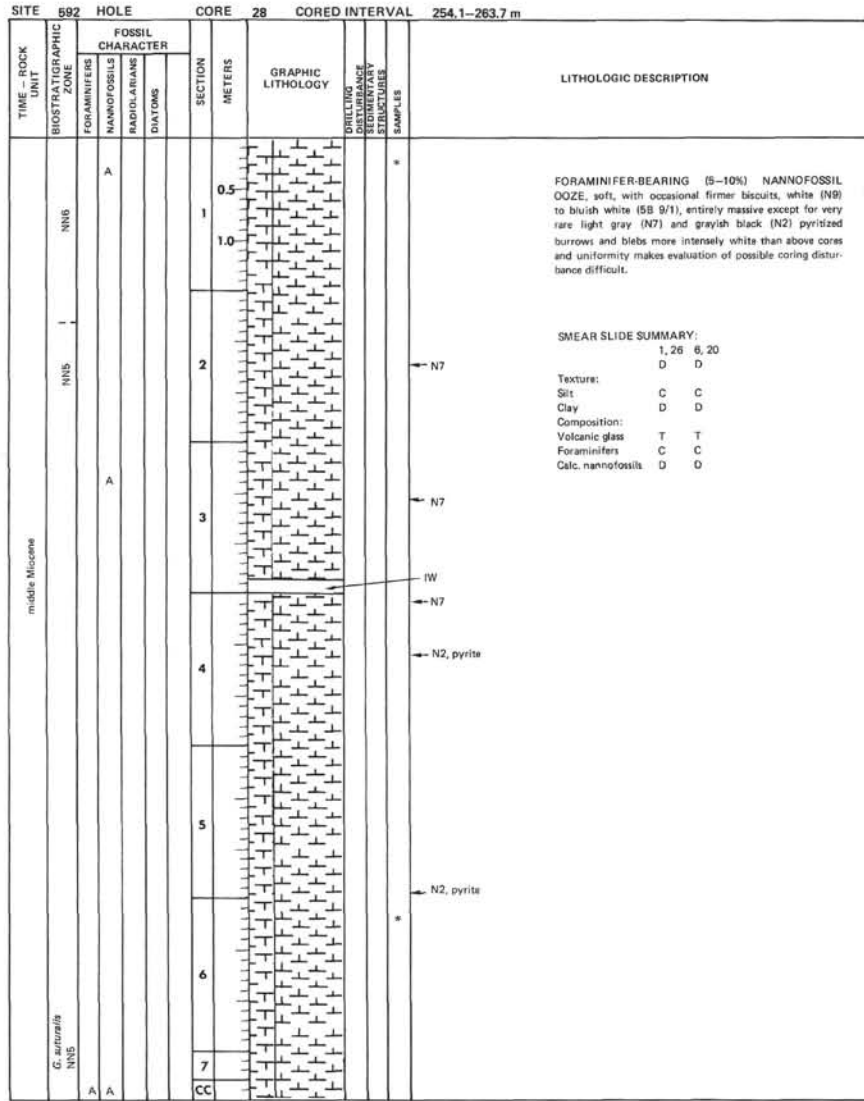 SITE 592 HOLE CORE 28 CORED INTERVAL 254.1–263.7 m
TIME – ROCK UNIT
BIOSTRATIGRAPHIC ZONE
FOSSIL CHARACTER
FORAMINIFERS
NANNOFOSSILS
RADIOLARIANS
DIATOMS
SECTION
METERS
GRAPHIC LITHOLOGY
DRILLING DISTURBANCE
SEDIMENTARY STRUCTURES
SAMPLES
LITHOLOGIC DESCRIPTION
middle Miocene
NN6
NN5
G. suturalis
NN5
A
A
A A
1
0.5
1.0
2
3
4
5
6
7
CC
*
N7
N7
IW
N7
N2, pyrite
N2, pyrite
*
FORAMINIFER-BEARING (5–10%) NANNOFOSSIL
OOZE, soft, with occasional firmer biscuits, white (N9)
to bluish white (5B 9/1), entirely massive except for very
rare light gray (N7) and grayish black (N2) pyritized
burrows and blebs more intensely white than above cores
and uniformity makes evaluation of possible coring distur-
bance difficult.
SMEAR SLIDE SUMMARY:
1, 26 6, 20
D D
Texture:
Silt C C
Clay D D
Composition:
Volcanic glass T T
Foraminifers C C
Calc. nannofossils D D